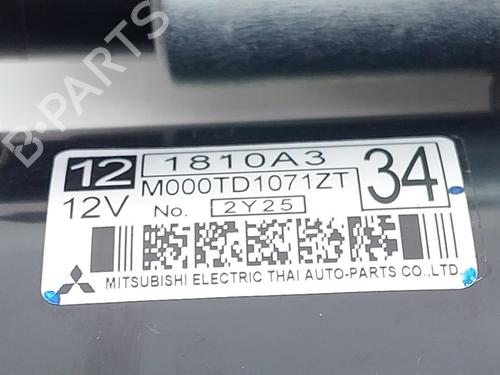 12 1810A3 34
12V M000TD1071ZT
No. 2Y25
MITSUBISHI ELECTRIC THAI AUTO-PARTS CO.,LTD.
B-PARTS